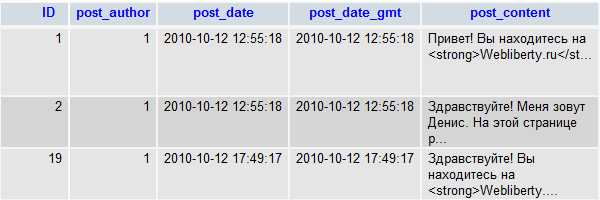 ID post_author post_date post_date_gmt post_content
1 1 2010-10-12 12:55:18 2010-10-12 12:55:18 Привет! Вы находитесь на
<strong>Webliberty.ru</st...
2 1 2010-10-12 12:55:18 2010-10-12 12:55:18 Здравствуйте! Меня зовут
Денис. На этой странице
р...
19 1 2010-10-12 17:49:17 2010-10-12 17:49:17 Здравствуйте! Вы
находитесь на
<strong>Webliberty....